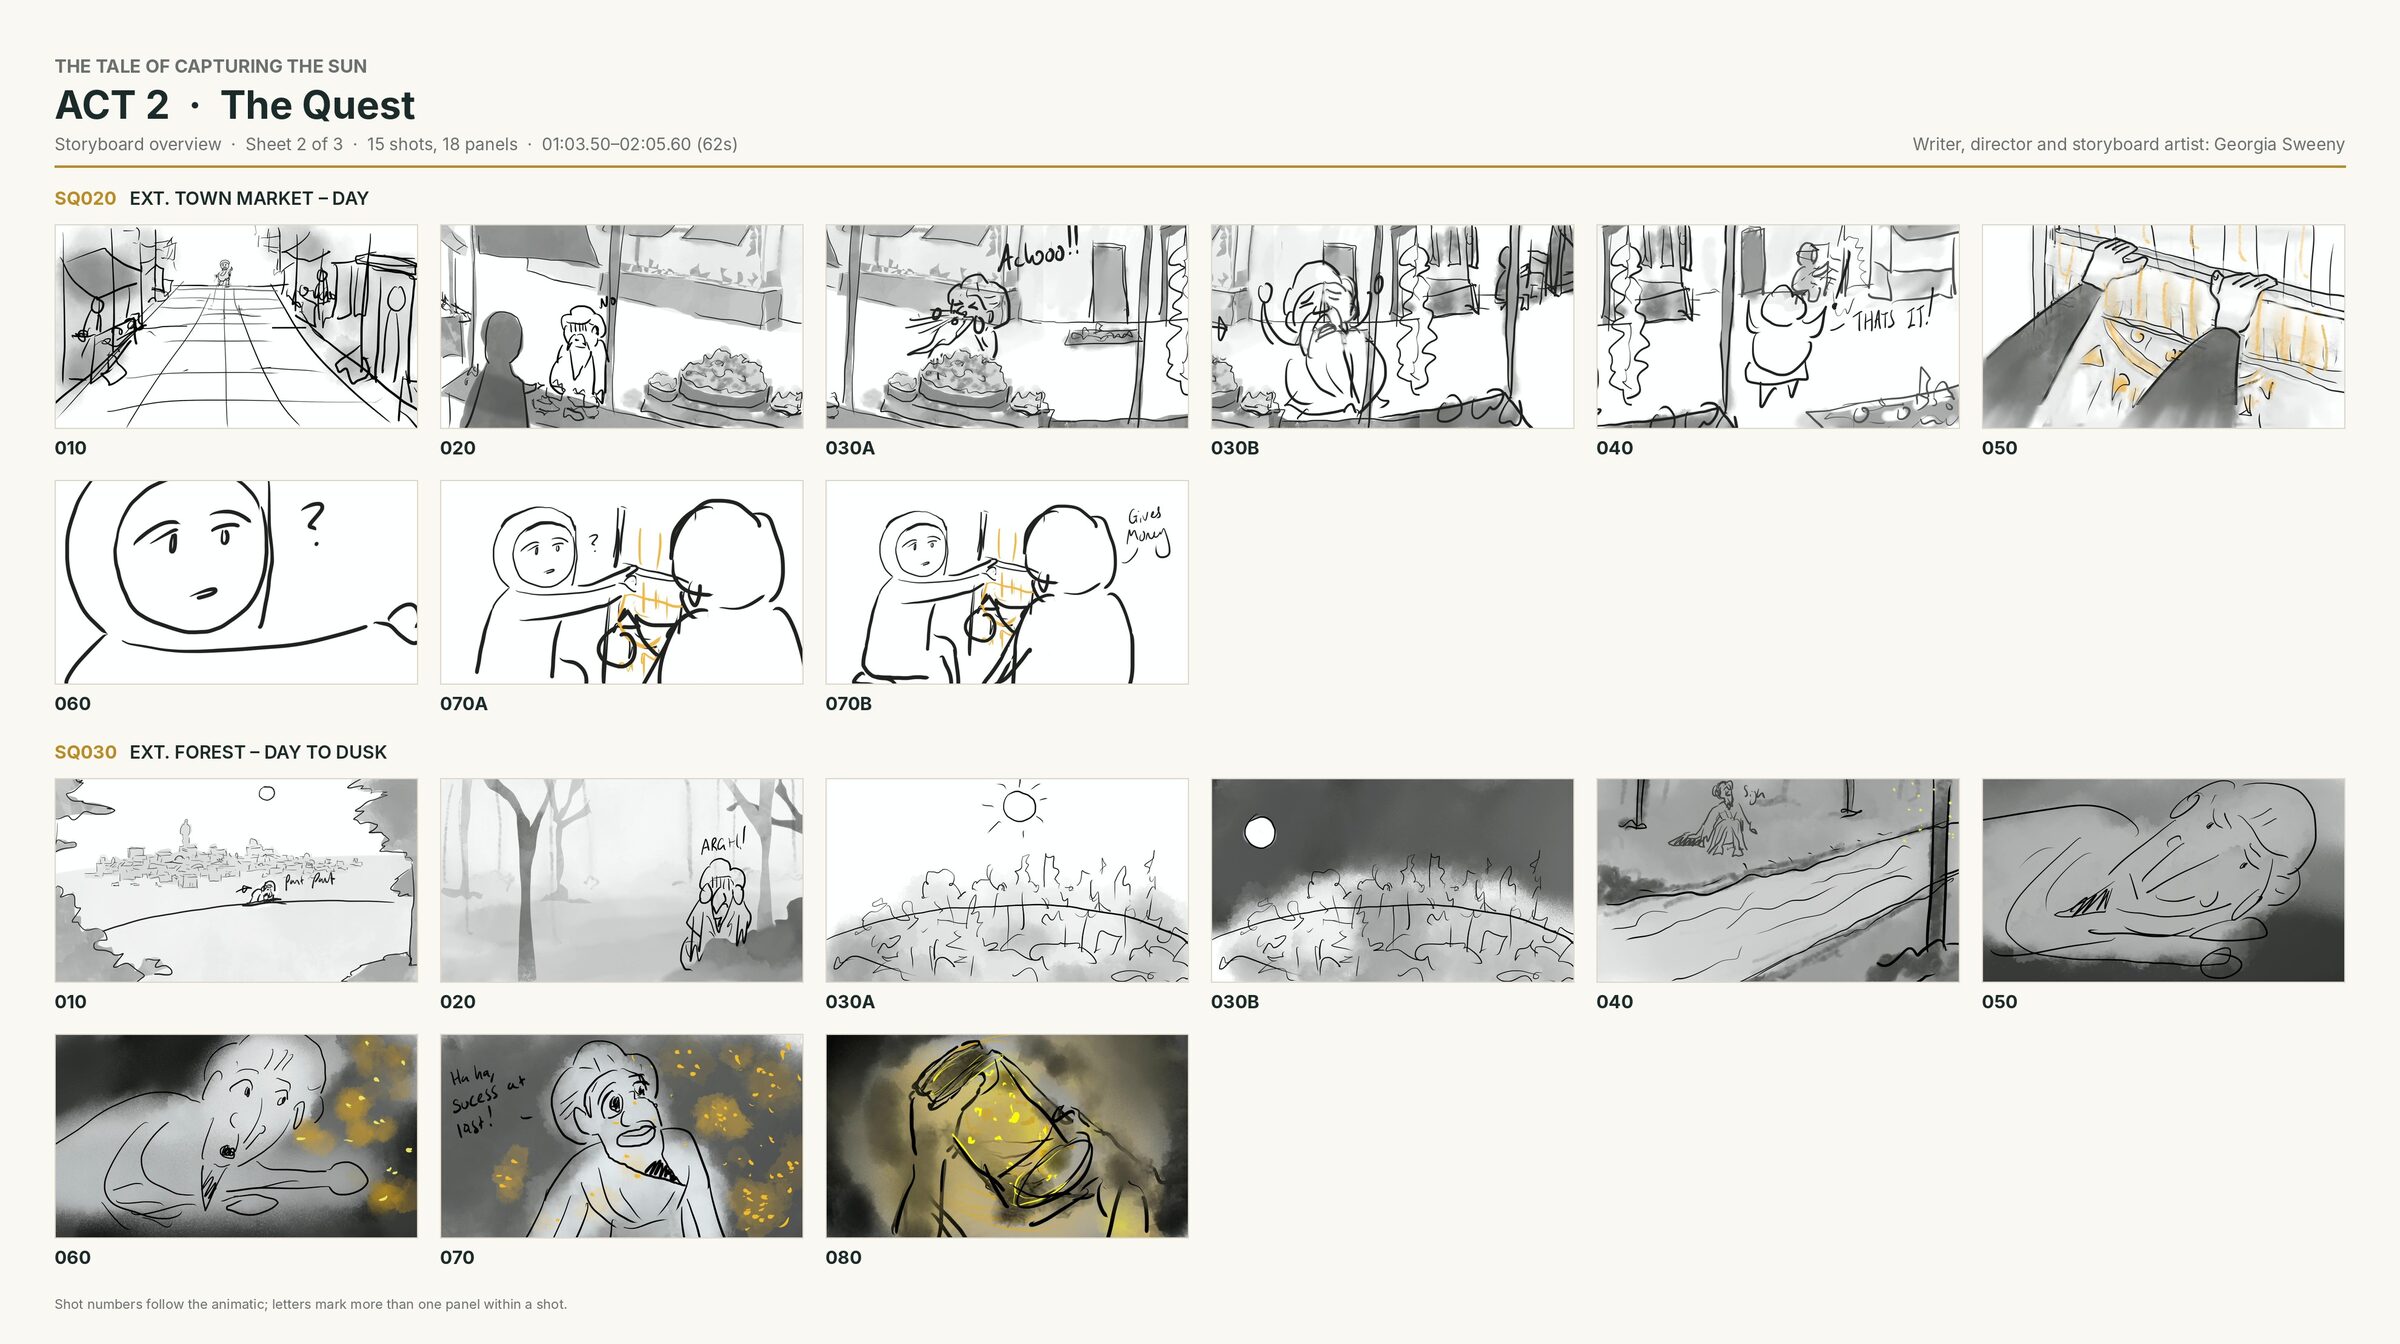 THE TALE OF CAPTURING THE SUN
ACT 2 · The Quest
Storyboard overview · Sheet 2 of 3 · 15 shots, 18 panels · 01:03.50–02:05.60 (62s)
Writer, director and storyboard artist: Georgia Sweeny
SQ020 EXT. TOWN MARKET – DAY
NO
Achooo!!
THATS IT!
010
020
030A
030B
040
050
?
?
Gives
Money
060
070A
070B
SQ030 EXT. FOREST – DAY TO DUSK
Pant Pant
ARGH!
Sigh
010
020
030A
030B
040
050
Ha ha,
sucess at
last!
060
070
080
Shot numbers follow the animatic; letters mark more than one panel within a shot.